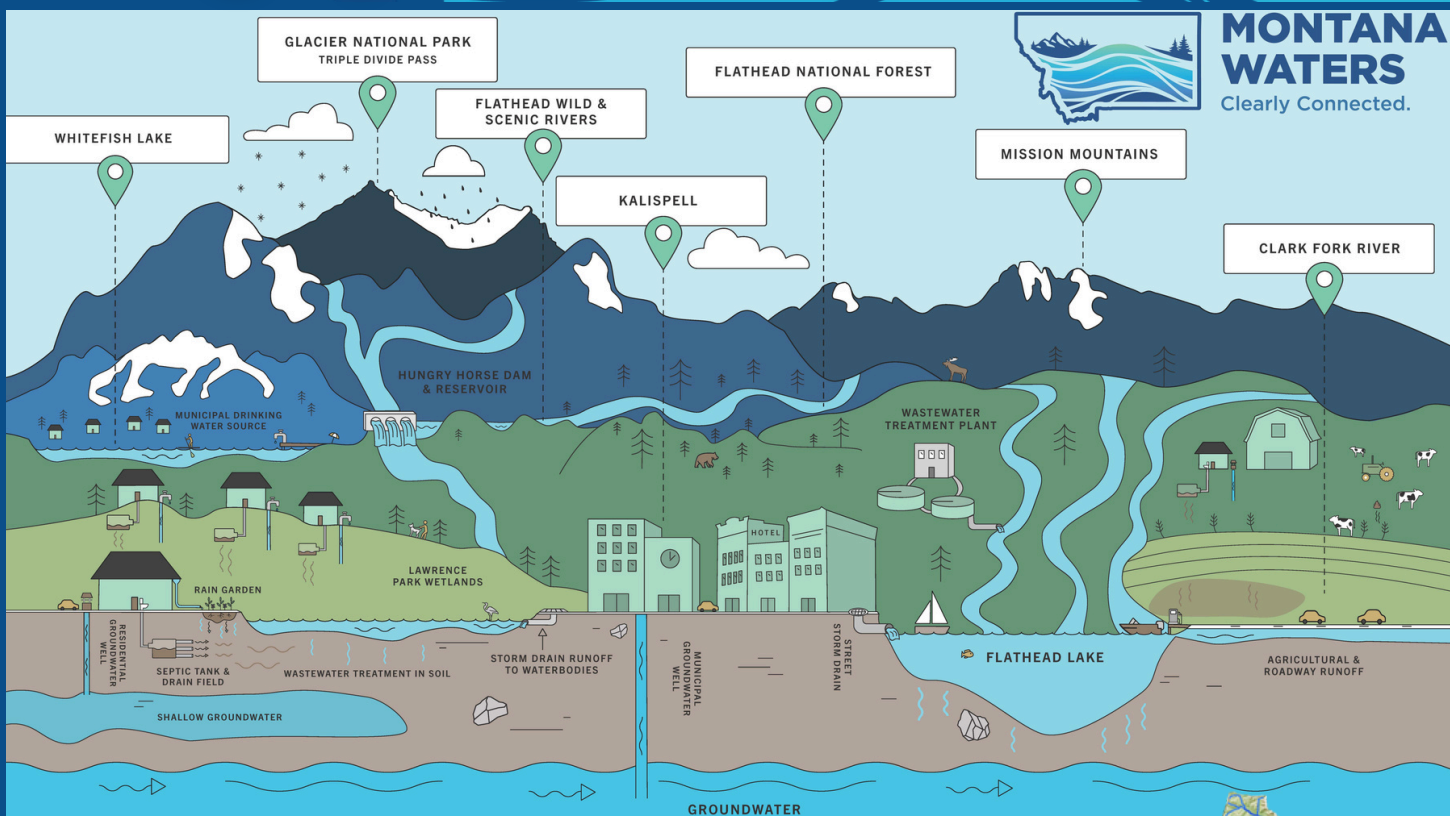 MONTANA
WATERS
Clearly Connected.
GLACIER NATIONAL PARK
TRIPLE DIVIDE PASS
FLATHEAD NATIONAL FOREST
FLATHEAD WILD &
SCENIC RIVERS
WHITEFISH LAKE
MISSION MOUNTAINS
KALISPELL
CLARK FORK RIVER
HUNGRY HORSE DAM
& RESERVOIR
MUNICIPAL DRINKING
WATER SOURCE
WASTEWATER
TREATMENT PLANT
HOTEL
LAWRENCE
PARK WETLANDS
RAIN GARDEN
RESIDENTIAL
GROUNDWATER
WELL
SEPTIC TANK &
DRAIN FIELD
WASTEWATER TREATMENT IN SOIL
STORM DRAIN RUNOFF
TO WATERBODIES
MUNICIPAL
GROUNDWATER
WELL
STREET
STORM DRAIN
FLATHEAD LAKE
AGRICULTURAL &
ROADWAY RUNOFF
SHALLOW GROUNDWATER
GROUNDWATER